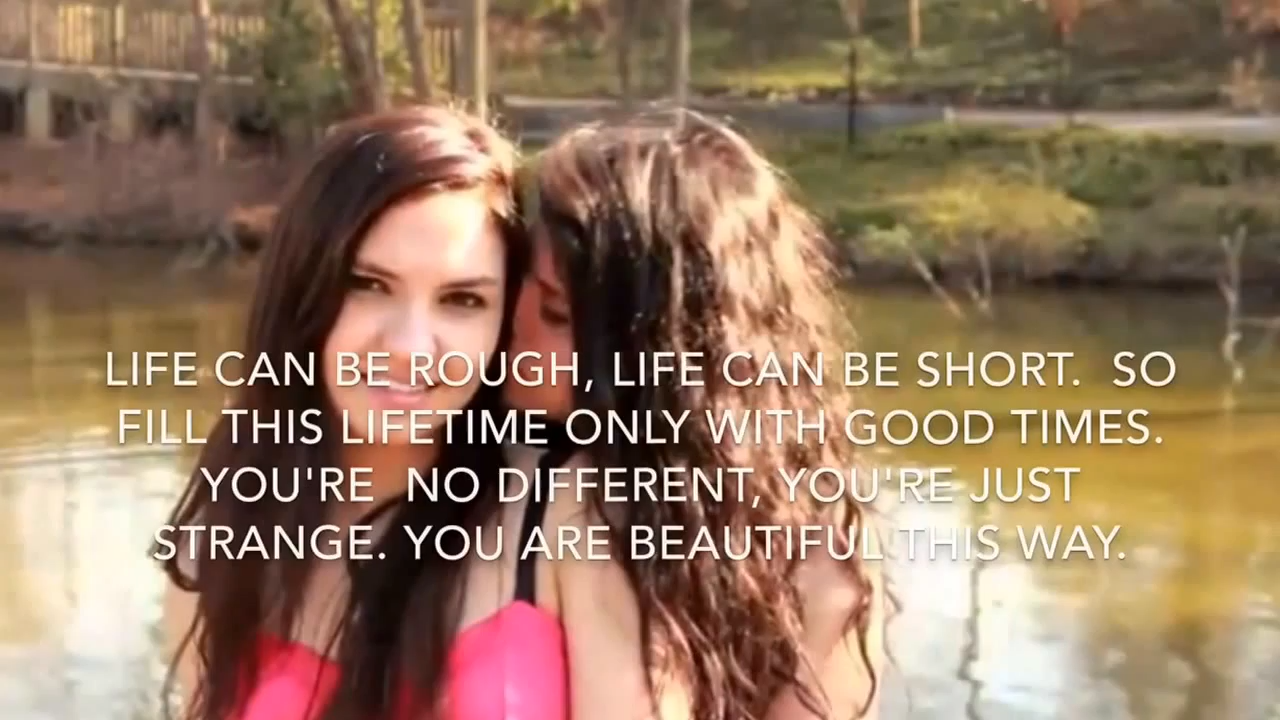 LIFE CAN BE ROUGH, LIFE CAN BE SHORT.  SO
FILL THIS LIFETIME ONLY WITH GOOD TIMES.
YOU'RE  NO DIFFERENT, YOU'RE JUST
STRANGE. YOU ARE BEAUTIFUL THIS WAY.